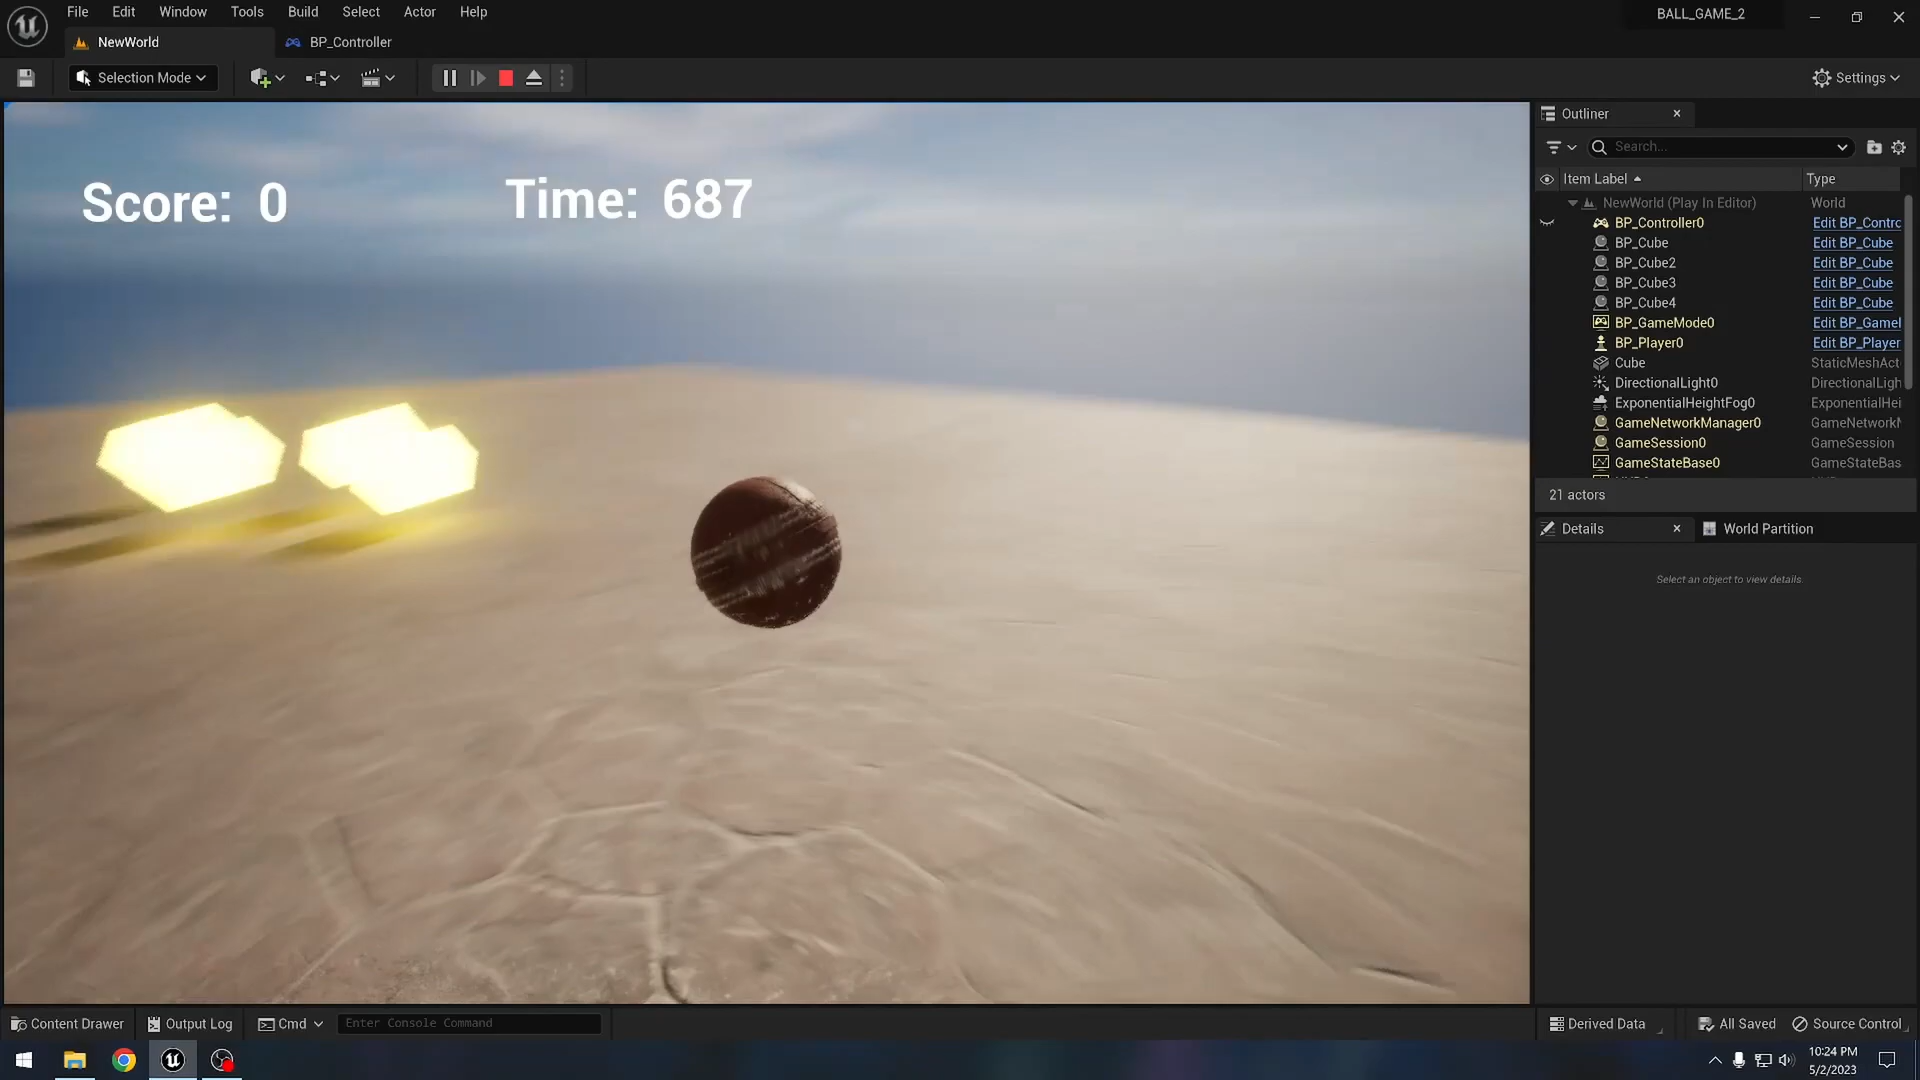 File Edit Window Tools Build Select Actor Help
BALL_GAME_2
NewWorld
BP_Controller
Selection Mode
Settings
Score: 0
Time: 687
Outliner
Search...
Item Label
Type
NewWorld (Play In Editor) World
BP_Controller0 Edit BP_Contro
BP_Cube Edit BP_Cube
BP_Cube2 Edit BP_Cube
BP_Cube3 Edit BP_Cube
BP_Cube4 Edit BP_Cube
BP_GameMode0 Edit BP_GameI
BP_Player0 Edit BP_Player
Cube StaticMeshAct
DirectionalLight0 DirectionalLigh
ExponentialHeightFog0 ExponentialHei
GameNetworkManager0 GameNetworkM
GameSession0 GameSession
GameStateBase0 GameStateBas
21 actors
Details
World Partition
Select an object to view details.
Content Drawer
Output Log
Cmd
Enter Console Command
Derived Data
All Saved
Source Control
10:24 PM
5/2/2023